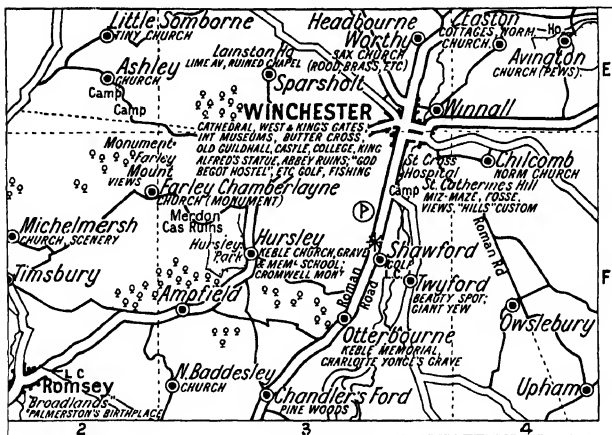 Little Somborne
TINY CHURCH
Headbourne
Worthy
SAX CHURCH
(ROOD, BRASS, ETC)
Easton
COTTAGES, NORM
CHURCH.
Ho.
Avington
CHURCH (PEWS).
E
Ashley
CHURCH
Lainston Ho
LIME AV, RUINED CHAPEL
Sparsholt
Camp
Camp
WINCHESTER
CATHEDRAL, WEST & KING'S GATES,
INT MUSEUMS, BUTTER CROSS,
OLD GUILDHALL, CASTLE, COLLEGE, KING
ALFRED'S STATUE, ABBEY RUINS; "GOD
BEGOT HOSTEL", ETC GOLF, FISHING
Winnall
Monument
Farley
Mount
VIEWS
Farley Chamberlayne
CHURCH (MONUMENT)
St Cross
Hospital
Camp
Chilcomb
NORM CHURCH
St. Catherines Hill
MIZ-MAZE, FOSSE,
VIEWS, "HILLS" CUSTOM
Michelmersh
CHURCH, SCENERY
Merdon
Cas Ruins
Hursley
Park
Hursley
KEBLE CHURCH, GRAVE
& MEML SCHOOL,
CROMWELL MONT
P
Shawford
GOLF
L.C.
Roman Rd
F
Timsbury
Twyford
BEAUTY SPOT;
GIANT YEW
Ampfield
Roman
Road
Owslebury
Otterbourne
KEBLE MEMORIAL,
CHARLOTTE YONGE'S GRAVE
L C
Romsey
"Broadlands"
PALMERSTON'S BIRTHPLACE
N. Baddesley
CHURCH
Chandler's Ford
PINE WOODS
Upham
2
3
4